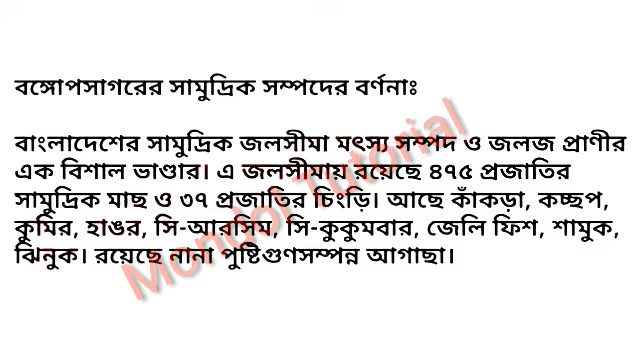 বঙ্গোপসাগরের সামুদ্রিক সম্পদের বর্ণনাঃ
বাংলাদেশের সামুদ্রিক জলসীমা মৎস্য সম্পদ ও জলজ প্রাণীর
এক বিশাল ভাণ্ডার। এ জলসীমায় রয়েছে ৪৭৫ প্রজাতির
সামুদ্রিক মাছ ও ৩৭ প্রজাতির চিংড়ি। আছে কাঁকড়া, কচ্ছপ,
কুমির, হাঙর, সি-আরসিম, সি-কুকুমবার, জেলি ফিশ, শামুক,
ঝিনুক। রয়েছে নানা পুষ্টিগুণসম্পন্ন আগাছা।
Mondol Tutorial